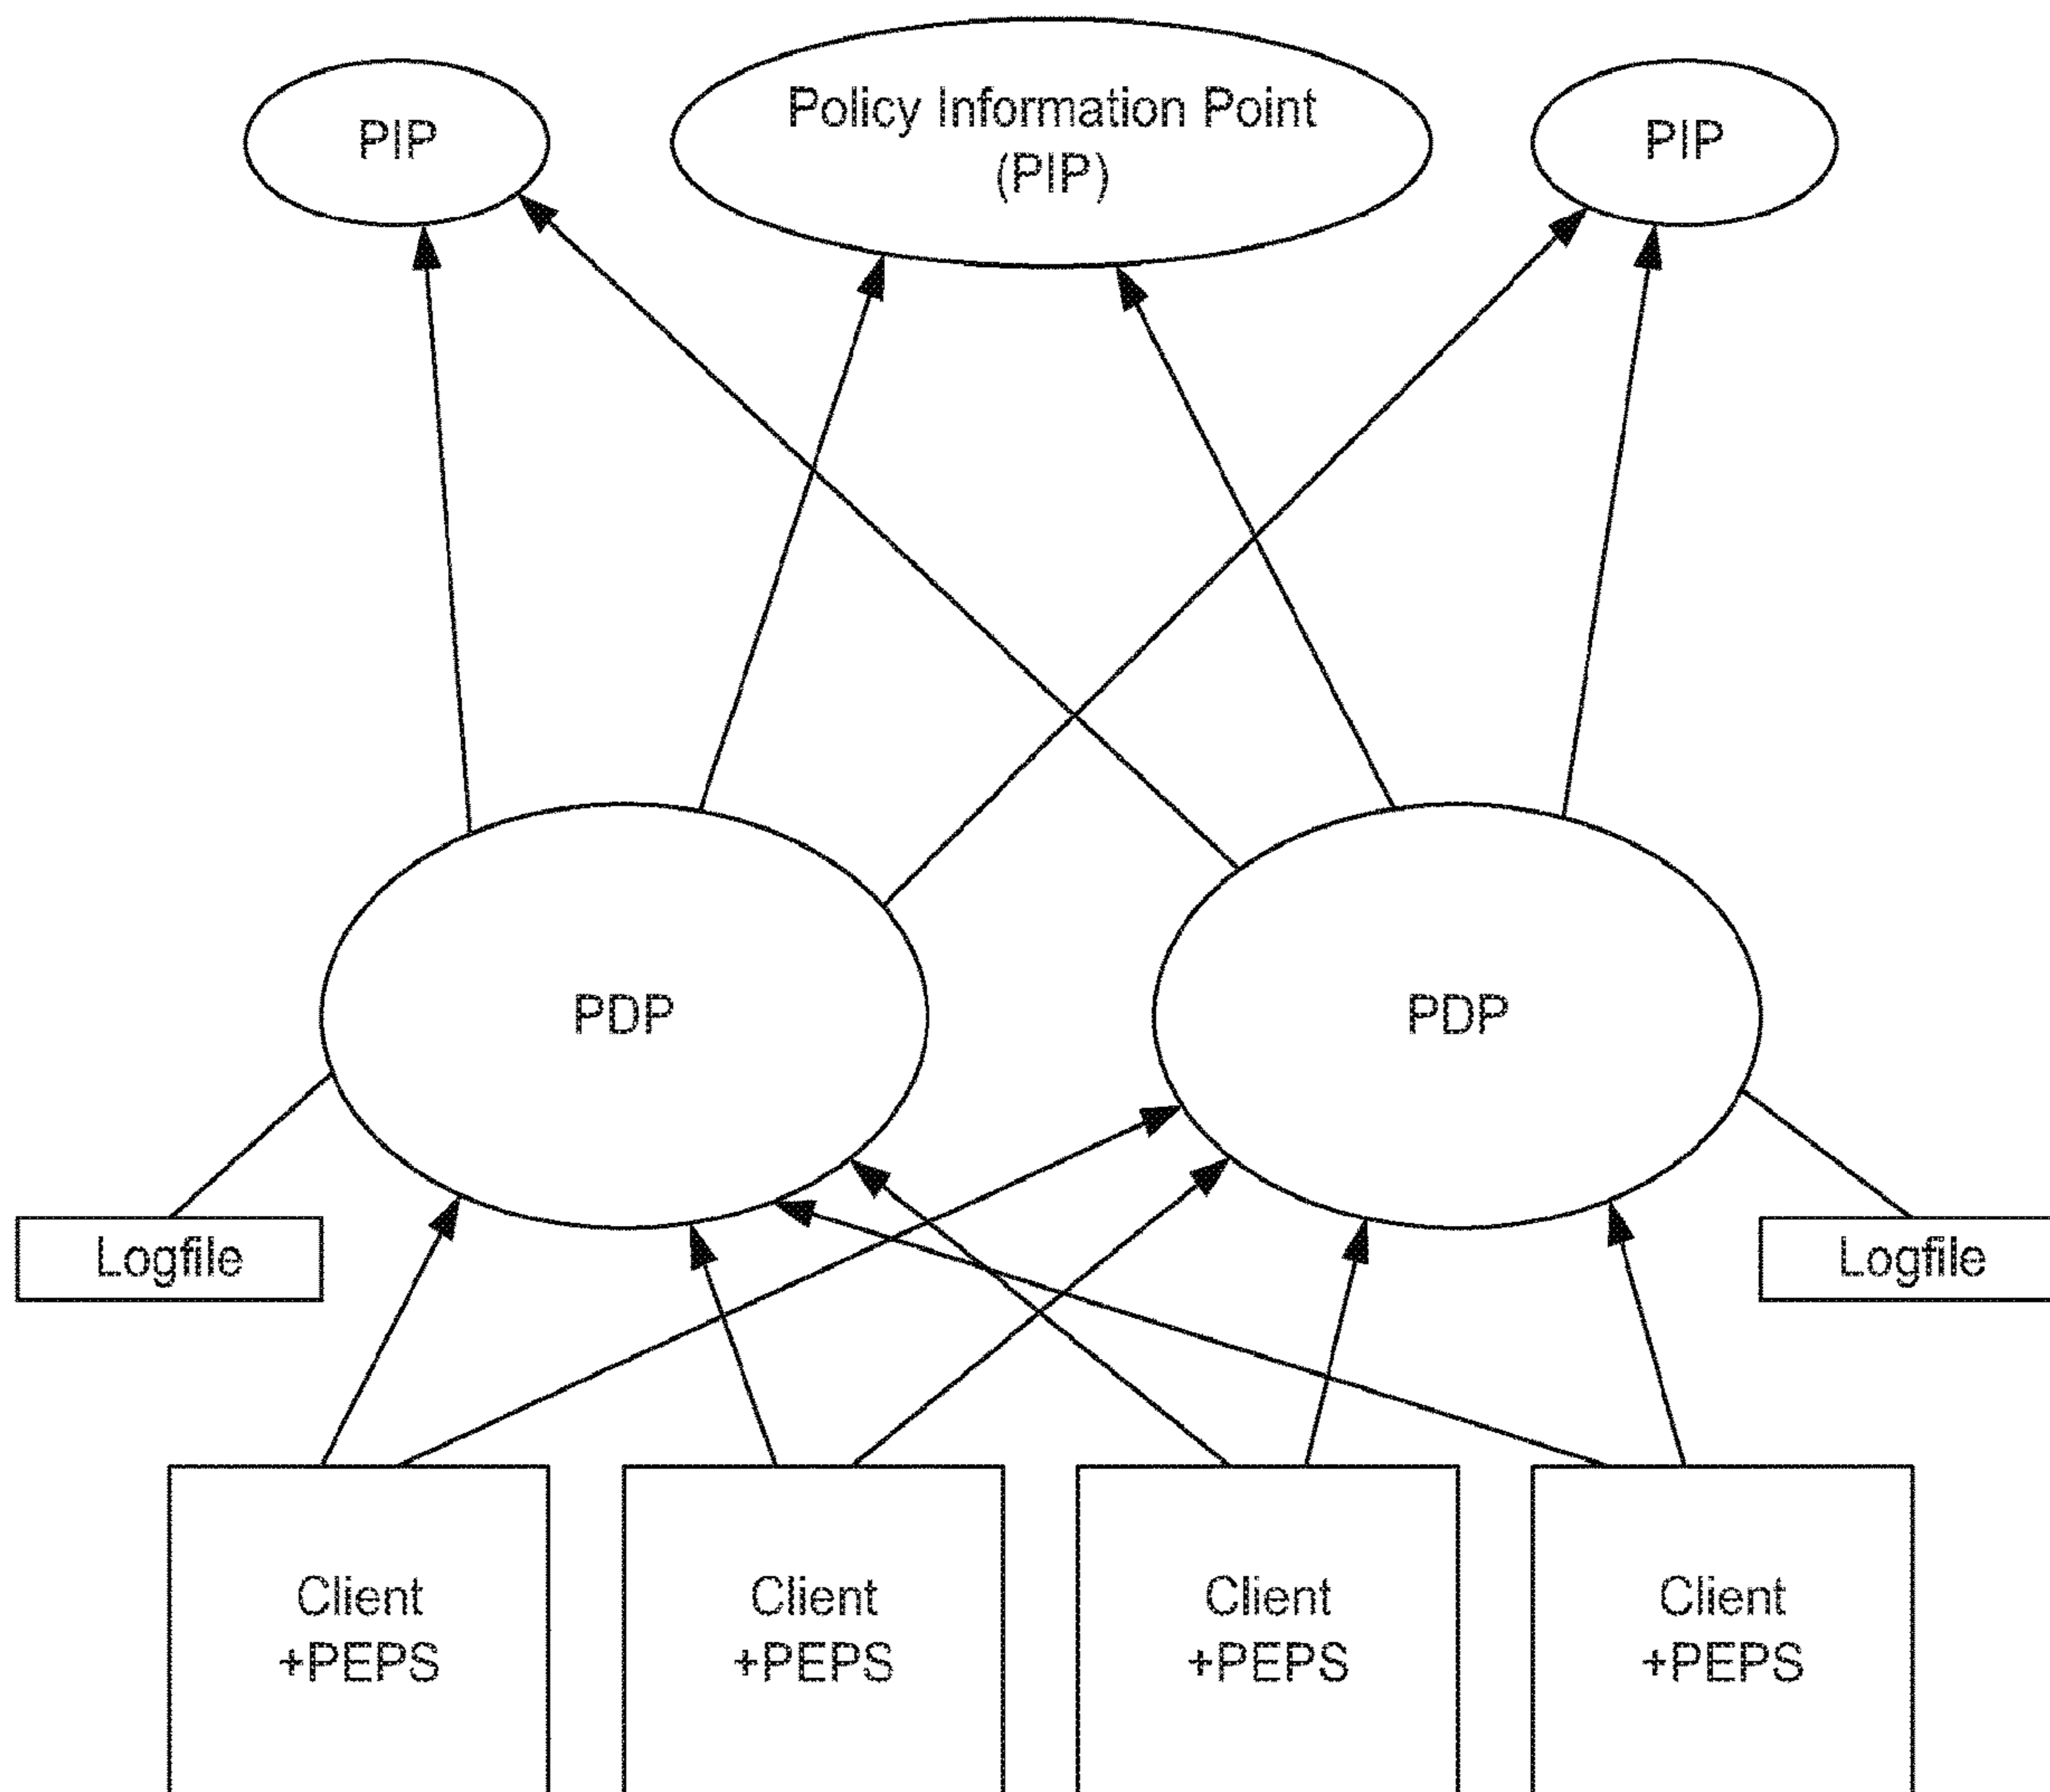 PIP
Policy Information Point
(PIP)
PIP
PDP
PDP
Logfile
Logfile
Client
+PEPS
Client
+PEPS
Client
+PEPS
Client
+PEPS